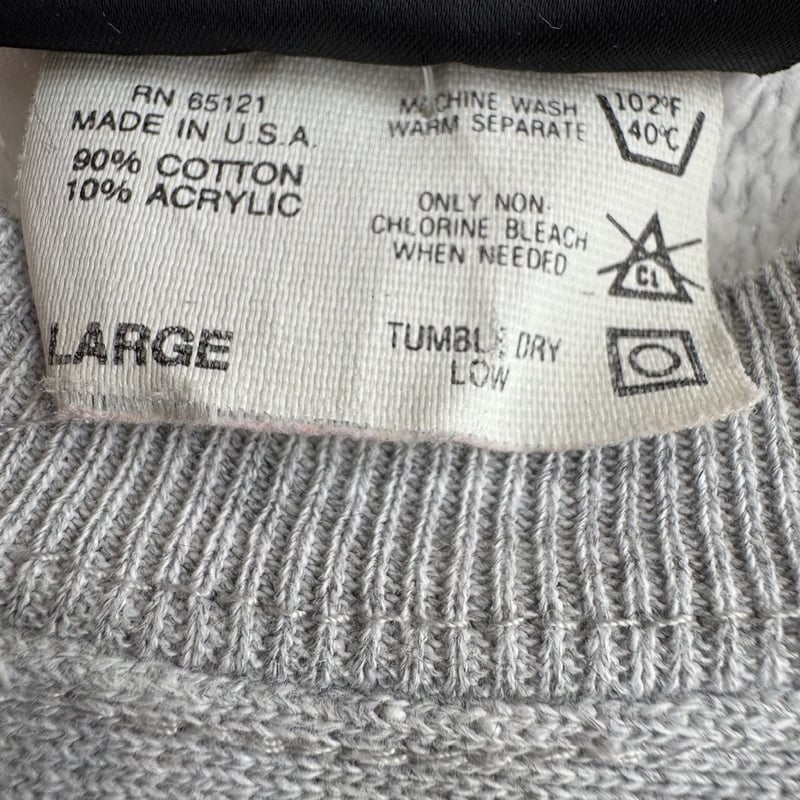 RN 65121
MADE IN U.S.A.
90% COTTON
10% ACRYLIC
LARGE
MACHINE WASH
WARM SEPARATE
102°F
40°C
ONLY NON-
CHLORINE BLEACH
WHEN NEEDED
CL
TUMBLE DRY
LOW